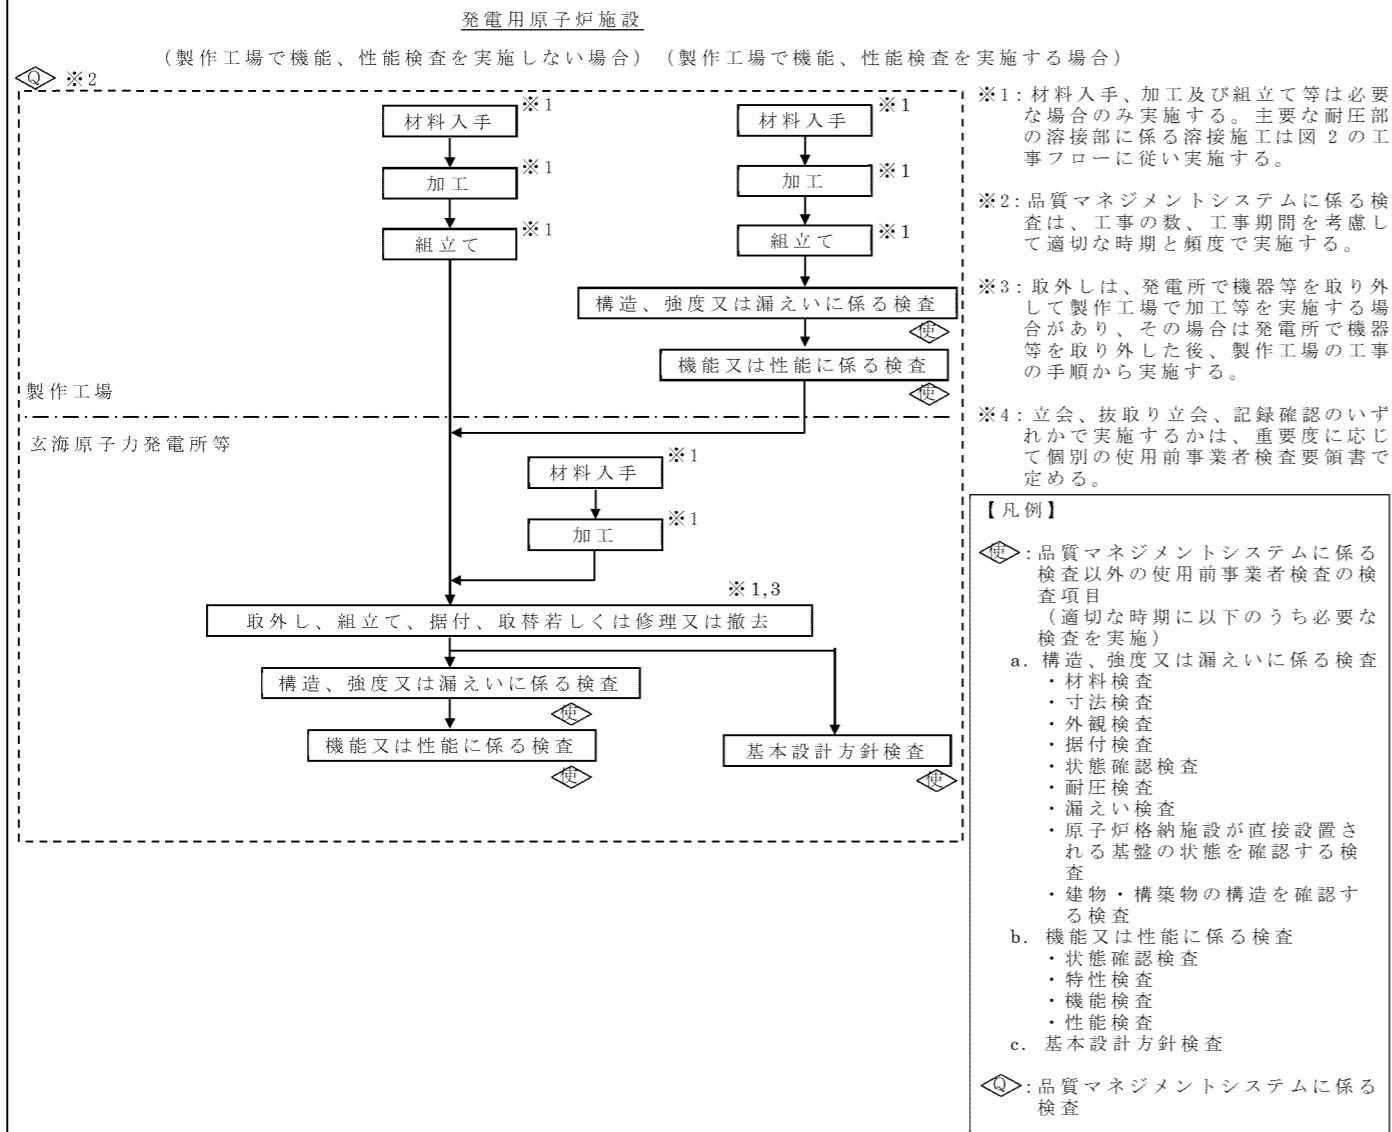 発電用原子炉施設
（製作工場で機能、性能検査を実施しない場合）（製作工場で機能、性能検査を実施する場合）
Q ※2
材料入手 ※1
加工 ※1
組立て ※1
材料入手 ※1
加工 ※1
組立て ※1
構造、強度又は漏えいに係る検査
使
機能又は性能に係る検査
使
製作工場
玄海原子力発電所等
材料入手 ※1
加工 ※1
※1,3
取外し、組立て、据付、取替若しくは修理又は撤去
構造、強度又は漏えいに係る検査
使
機能又は性能に係る検査
使
基本設計方針検査
使
※1：材料入手、加工及び組立て等は必要
な場合のみ実施する。主要な耐圧部
の溶接部に係る溶接施工は図 2 の工
事フローに従い実施する。
※2：品質マネジメントシステムに係る検
査は、工事の数、工事期間を考慮し
て適切な時期と頻度で実施する。
※3：取外しは、発電所で機器等を取り外
して製作工場で加工等を実施する場
合があり、その場合は発電所で機器
等を取り外した後、製作工場の工事
の手順から実施する。
※4：立会、抜取り立会、記録確認のいず
れかで実施するかは、重要度に応じ
て個別の使用前事業者検査要領書で
定める。
【凡例】
使：品質マネジメントシステムに係る
検査以外の使用前事業者検査の検
査項目
（適切な時期に以下のうち必要な
検査を実施）
a. 構造、強度又は漏えいに係る検査
・材料検査
・寸法検査
・外観検査
・据付検査
・状態確認検査
・耐圧検査
・漏えい検査
・原子炉格納施設が直接設置さ
れる基盤の状態を確認する検
査
・建物・構築物の構造を確認す
る検査
b. 機能又は性能に係る検査
・状態確認検査
・特性検査
・機能検査
・性能検査
c. 基本設計方針検査
Q：品質マネジメントシステムに係る
検査